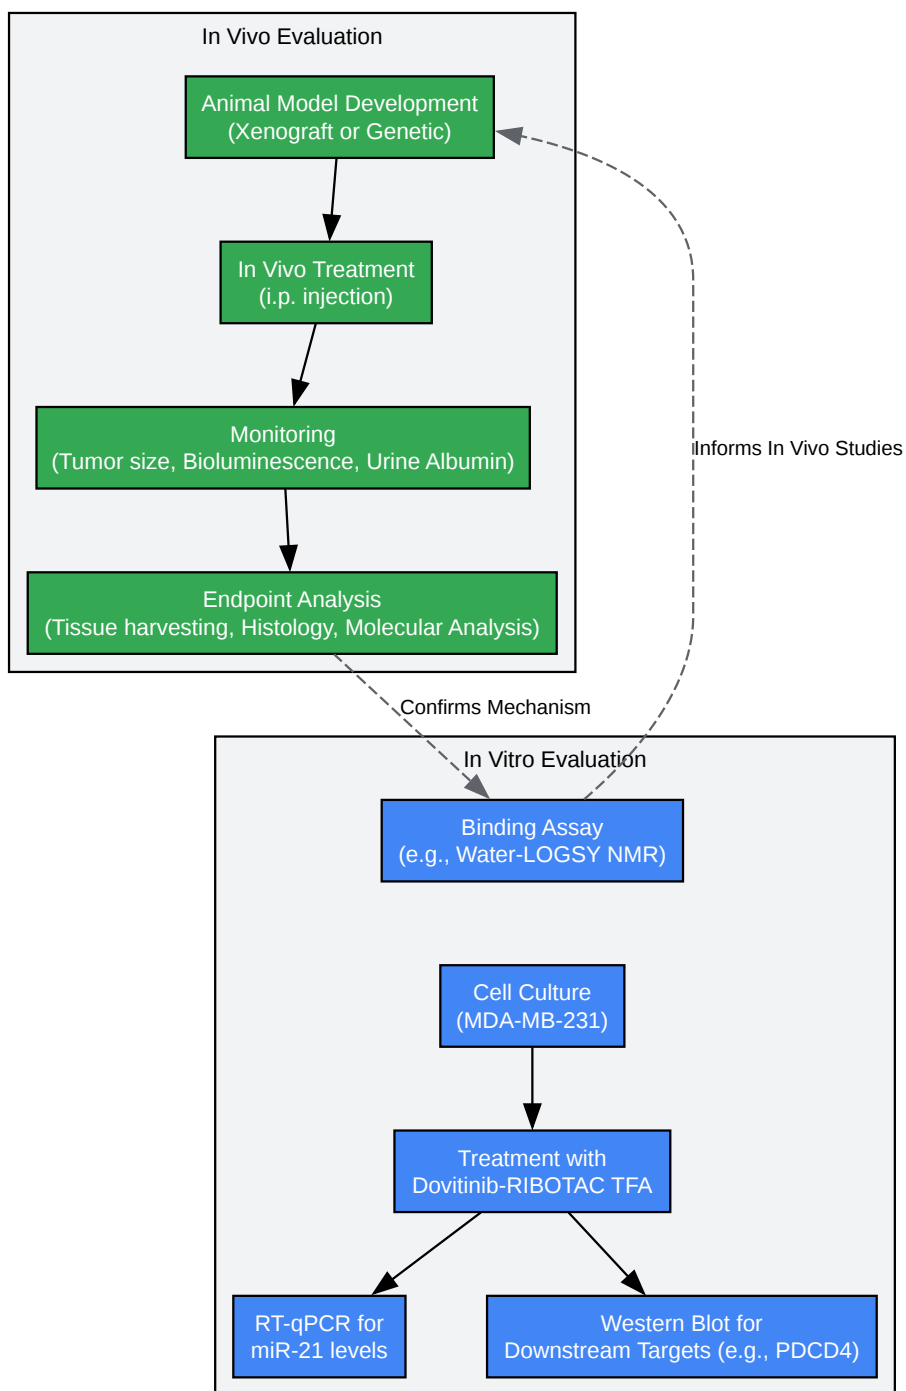 In Vivo Evaluation
Animal Model Development
(Xenograft or Genetic)
In Vivo Treatment
(i.p. injection)
Monitoring
(Tumor size, Bioluminescence, Urine Albumin)
Informs In Vivo Studies
Endpoint Analysis
(Tissue harvesting, Histology, Molecular Analysis)
Confirms Mechanism
In Vitro Evaluation
Binding Assay
(e.g., Water-LOGSY NMR)
Cell Culture
(MDA-MB-231)
Treatment with
Dovitinib-RIBOTAC TFA
RT-qPCR for
miR-21 levels
Western Blot for
Downstream Targets (e.g., PDCD4)